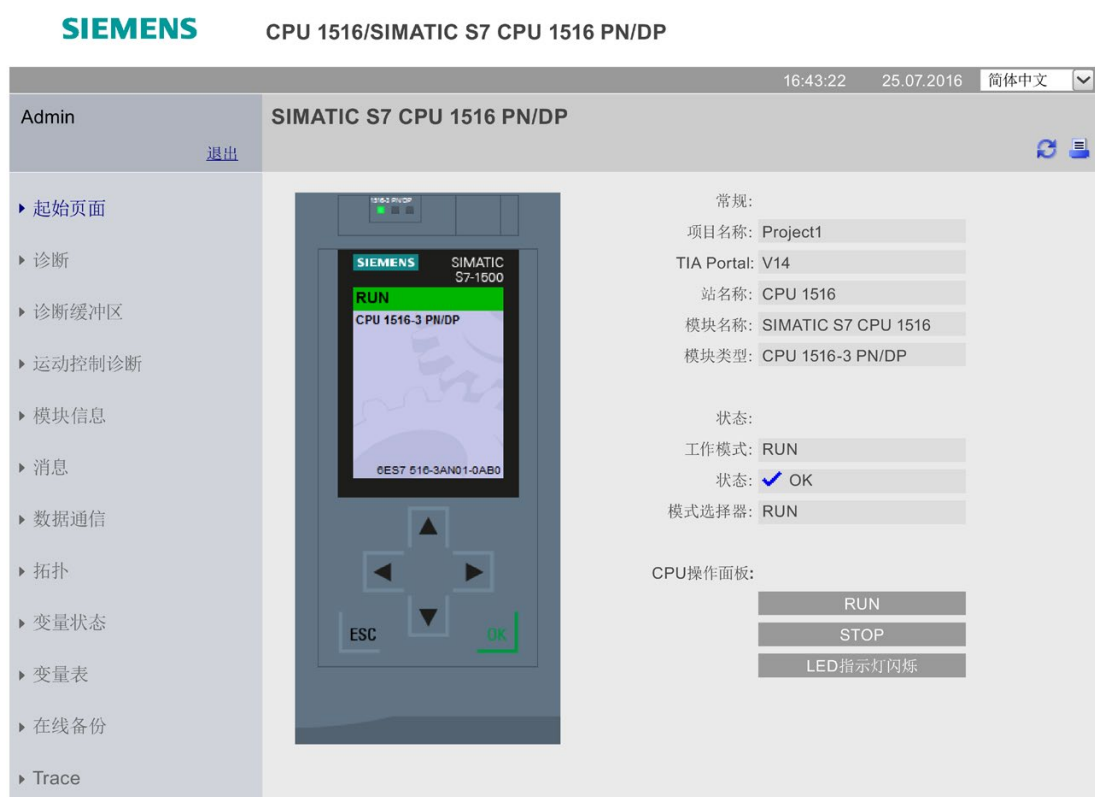 SIEMENS CPU 1516/SIMATIC S7 CPU 1516 PN/DP
16:43:22 25.07.2016 简体中文
Admin
退出
SIMATIC S7 CPU 1516 PN/DP
起始页面
诊断
诊断缓冲区
运动控制诊断
模块信息
消息
数据通信
拓扑
变量状态
变量表
在线备份
Trace
1516-3 PN/DP
SIEMENS SIMATIC
S7-1500
RUN
CPU 1516-3 PN/DP
6ES7 516-3AN01-0AB0
ESC OK
常规:
项目名称: Project1
TIA Portal: V14
站名称: CPU 1516
模块名称: SIMATIC S7 CPU 1516
模块类型: CPU 1516-3 PN/DP
状态:
工作模式: RUN
状态: OK
模式选择器: RUN
CPU操作面板:
RUN
STOP
LED指示灯闪烁